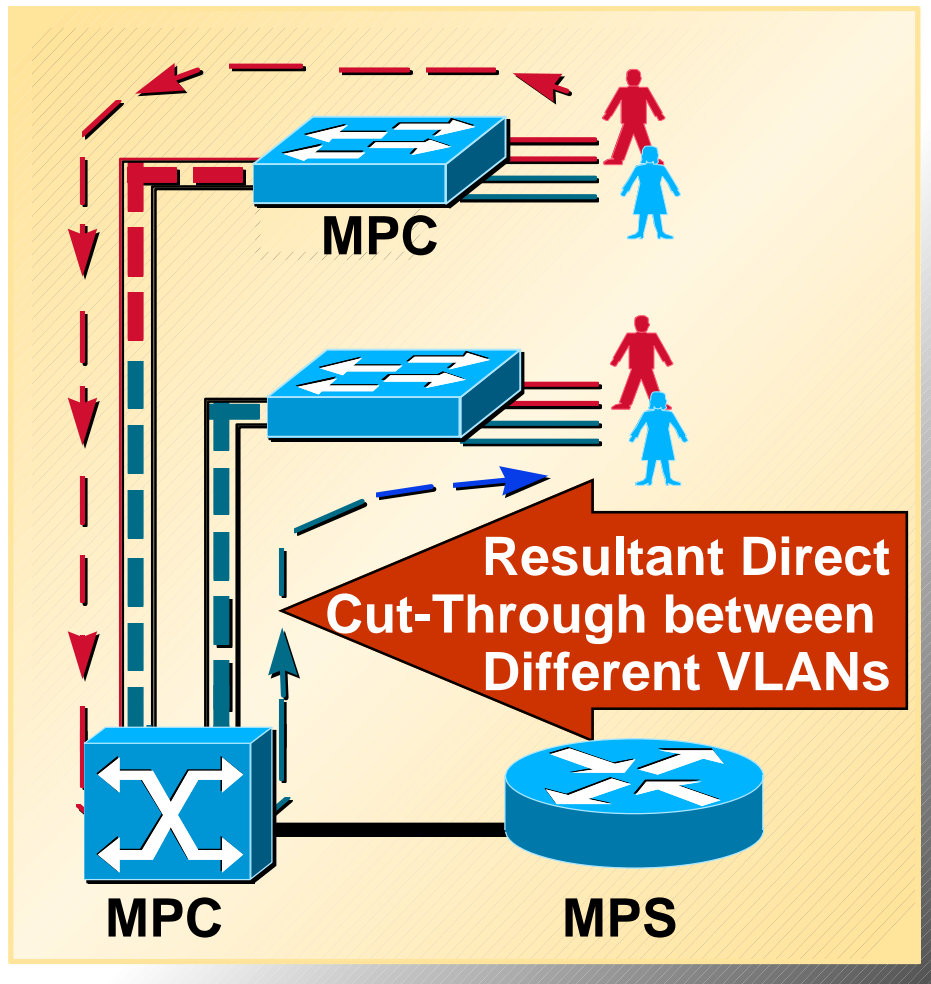 MPC
Resultant Direct
Cut-Through between
Different VLANs
MPC
MPS